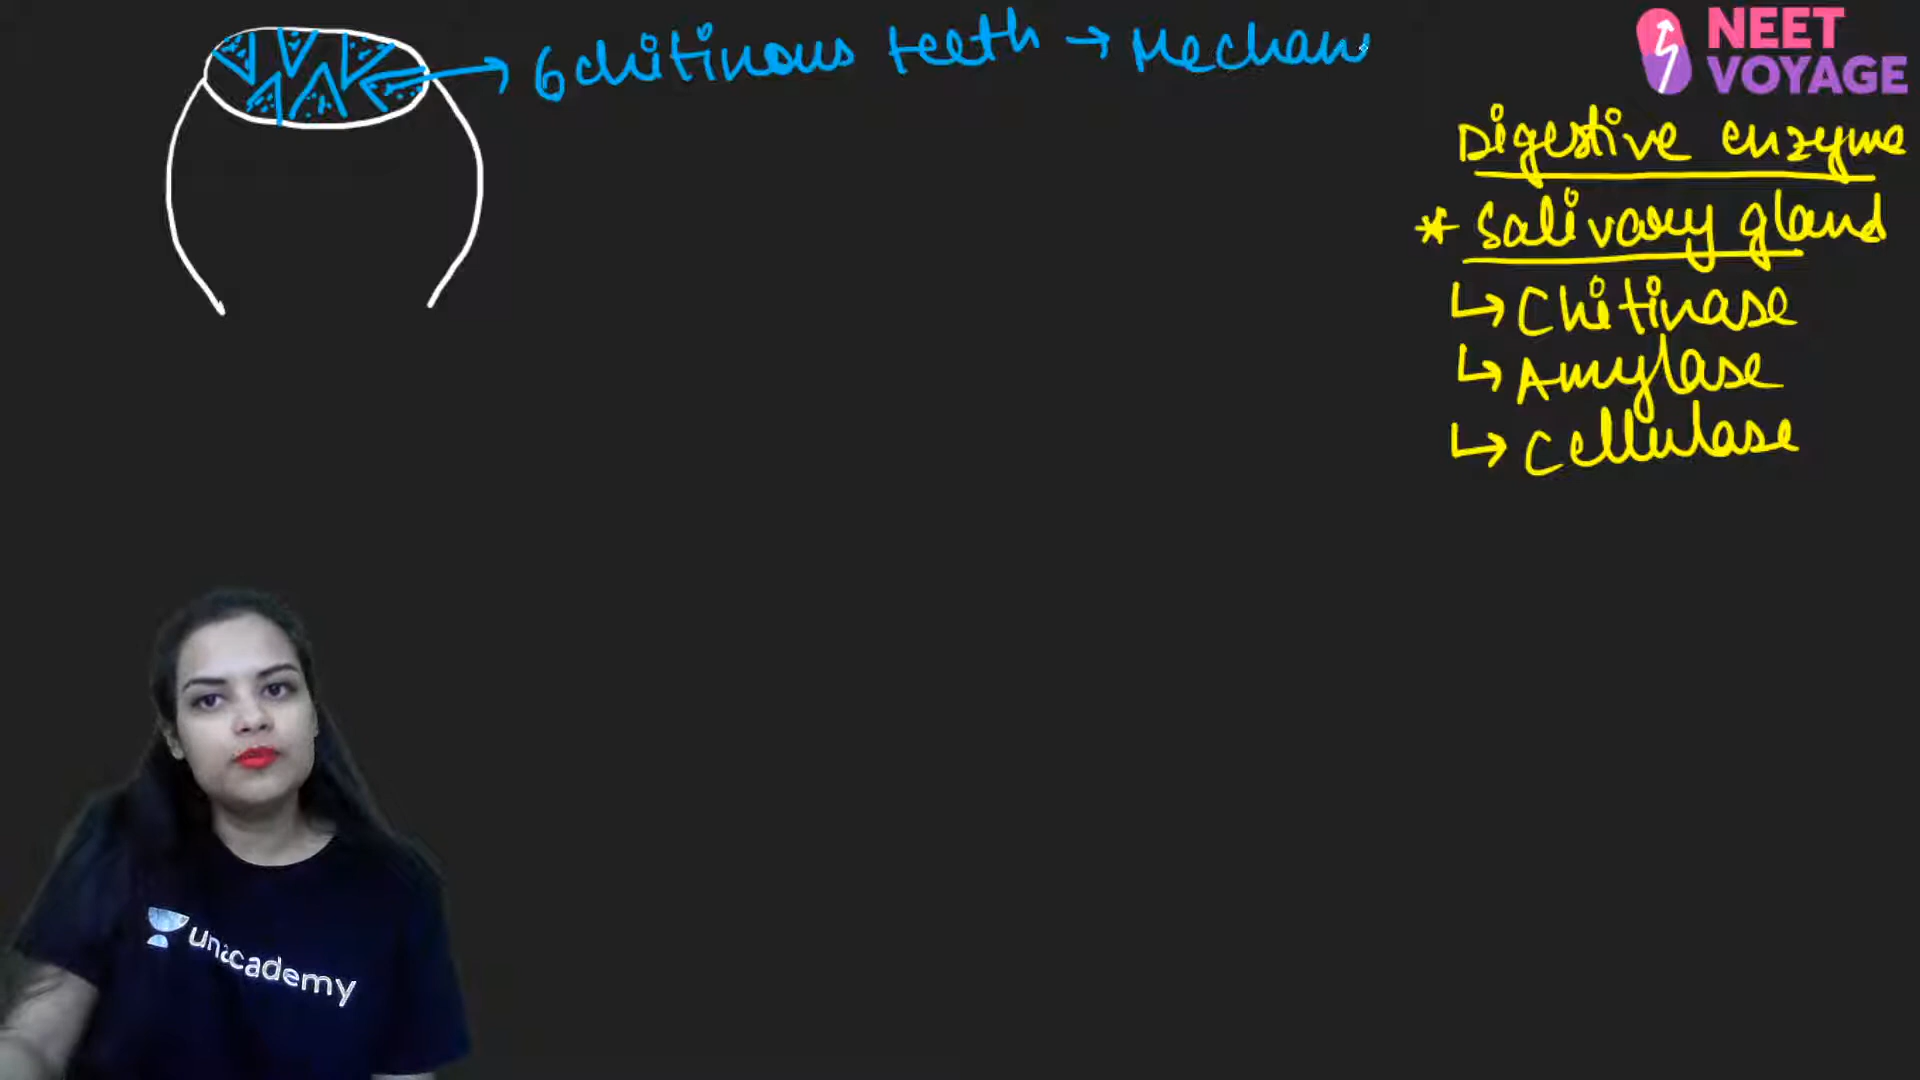 6 chitinous teeth → Mechan
NEET
VOYAGE
Digestive enzyme
* Salivary gland
↳ Chitinase
↳ Amylase
↳ Cellulase
unacademy